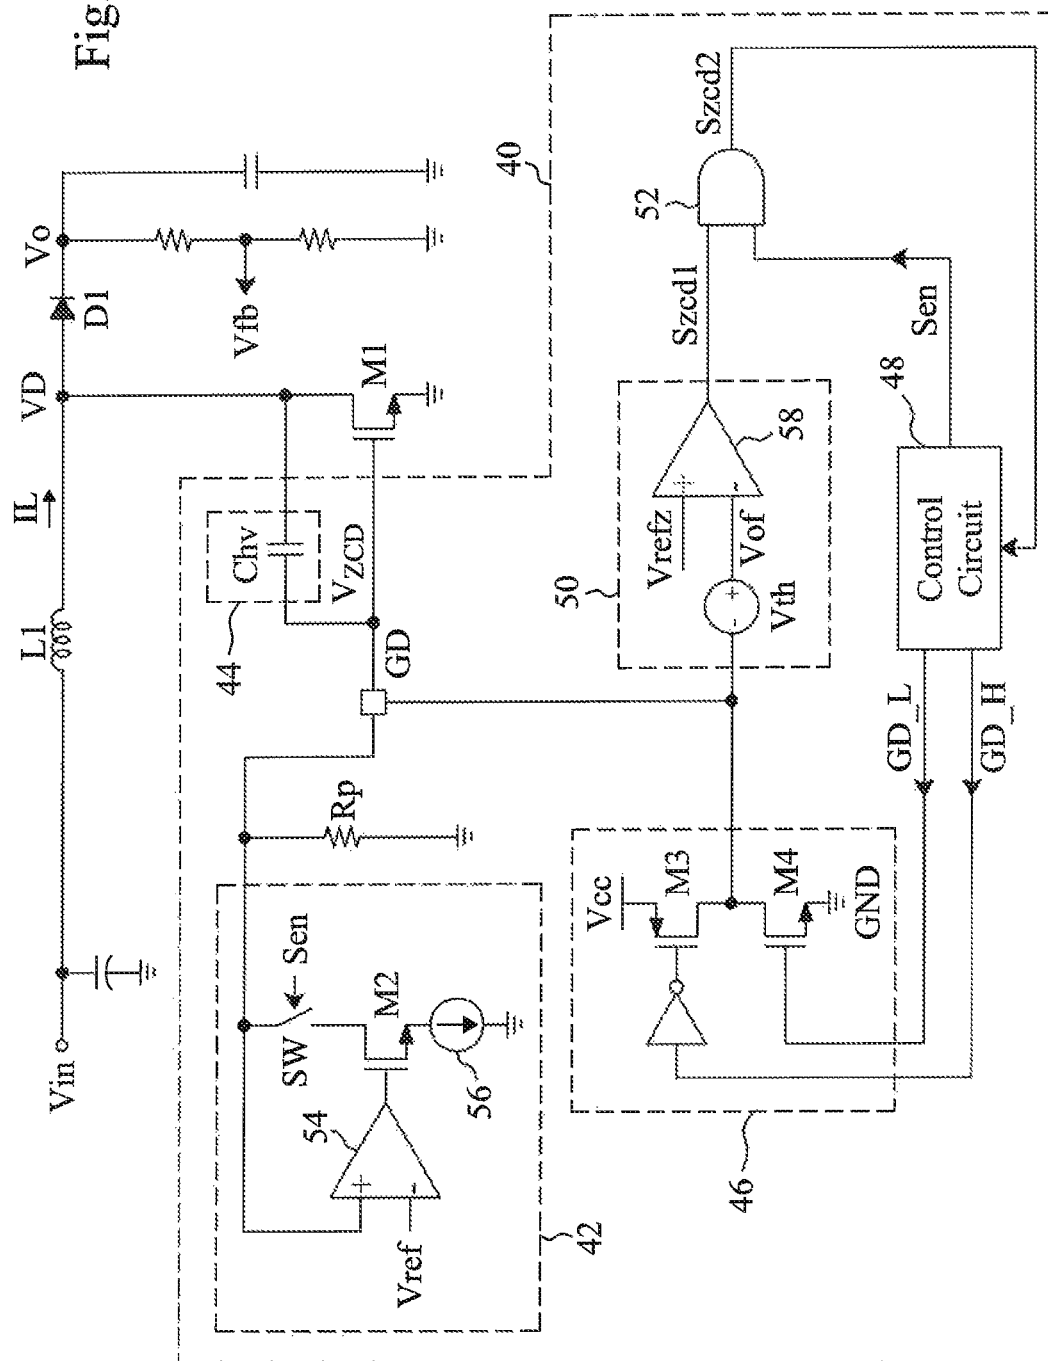 Fig.
Vin
L1
IL
VD
D1
Vo
Vfb
M1
44
Chv
VZCD
GD
40
Rp
SW
Sen
M2
54
56
Vref
+
-
42
Vcc
M3
M4
GND
46
50
Vrefz
+
-
Vof
- +
Vth
58
Szcd1
52
Szcd2
Sen
48
Control
Circuit
GD_L
GD_H